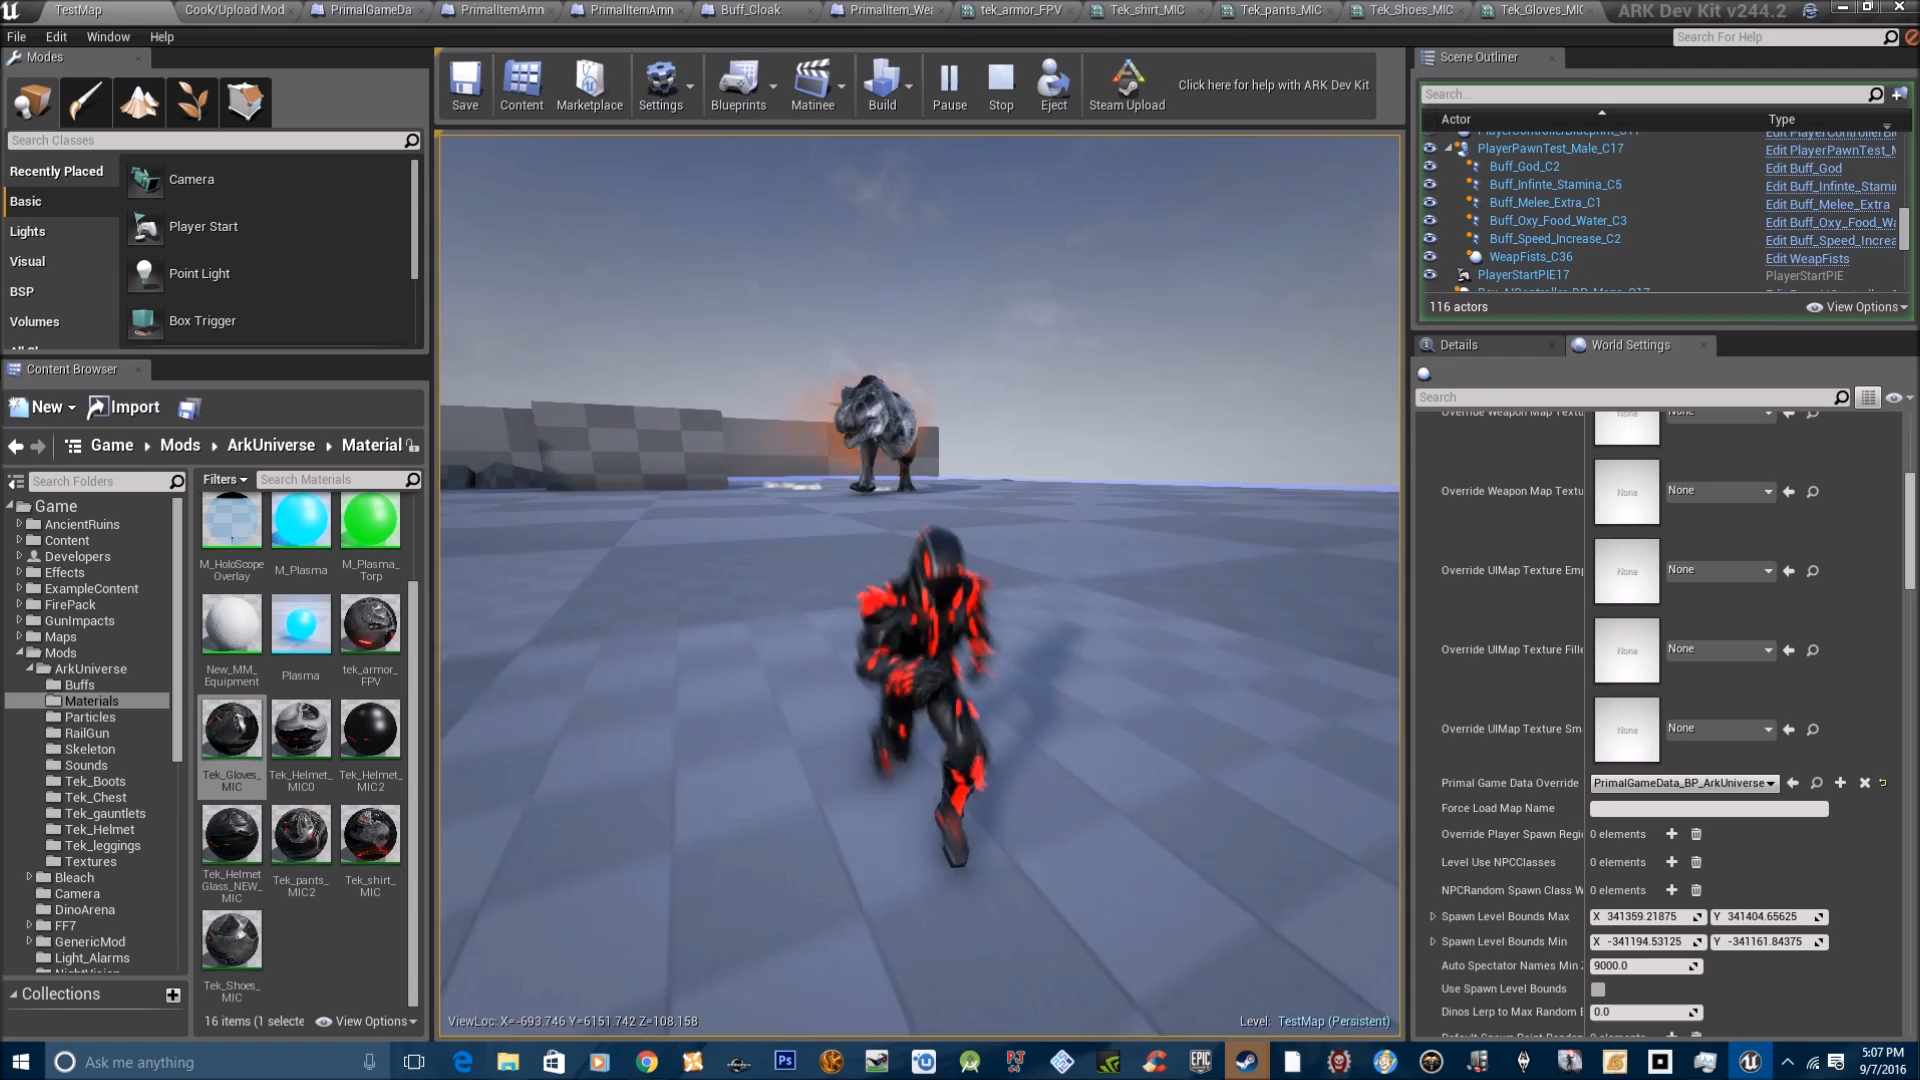 TestMap
Cook/Upload Mod
PrimalGameDa
PrimalItemAmn
PrimalItemAmn
Buff_Cloak
PrimalItem_Wea
tek_armor_FPV
Tek_shirt_MIC
Tek_pants_MIC
Tek_Shoes_MIC
Tek_Gloves_MIC
ARK Dev Kit v244.2
File Edit Window Help
Search For Help
Modes
Search Classes
Recently Placed
Basic
Lights
Visual
BSP
Volumes
Camera
Player Start
Point Light
Box Trigger
Save
Content
Marketplace
Settings
Blueprints
Matinee
Build
Pause
Stop
Eject
Steam Upload
Click here for help with ARK Dev Kit
Scene Outliner
Search...
Actor Type
PlayerPawnTest_Male_C17 Edit PlayerPawnTest_M
Buff_God_C2 Edit Buff_God
Buff_Infinte_Stamina_C5 Edit Buff_Infinte_Stami
Buff_Melee_Extra_C1 Edit Buff_Melee_Extra
Buff_Oxy_Food_Water_C3 Edit Buff_Oxy_Food_Wa
Buff_Speed_Increase_C2 Edit Buff_Speed_Increa
WeapFists_C36 Edit WeapFists
PlayerStartPIE17 PlayerStartPIE
116 actors View Options
Content Browser
New Import
Game Mods ArkUniverse Material
Search Folders
Filters Search Materials
Game
AncientRuins
Content
Developers
Effects
ExampleContent
FirePack
GunImpacts
Maps
Mods
ArkUniverse
Buffs
Materials
Particles
RailGun
Skeleton
Sounds
Tek_Boots
Tek_Chest
Tek_gauntlets
Tek_Helmet
Tek_leggings
Textures
Bleach
Camera
DinoArena
FF7
GenericMod
Light_Alarms
Collections
M_HoloScope
Overlay
M_Plasma
M_Plasma_
Torp
New_MM_
Equipment
Plasma
tek_armor_
FPV
Tek_Gloves_
MIC
Tek_Helmet_
MIC0
Tek_Helmet_
MIC2
Tek_Helmet
Glass_NEW_
MIC
Tek_pants_
MIC2
Tek_shirt_
MIC
Tek_Shoes_
MIC
16 items (1 selecte View Options
ViewLoc: X=-693.746 Y=6151.742 Z=108.158
Level: TestMap (Persistent)
Details
World Settings
Search
Override Weapon Map Textu None None
Override UIMap Texture Emp None None
Override UIMap Texture Fille None None
Override UIMap Texture Sma None None
Primal Game Data Override PrimalGameData_BP_ArkUniverse
Force Load Map Name
Override Player Spawn Regi 0 elements
Level Use NPCClasses 0 elements
NPCRandom Spawn Class W 0 elements
Spawn Level Bounds Max X 341359.21875 Y 341404.65625
Spawn Level Bounds Min X -341194.53125 Y -341161.84375
Auto Spectator Names Min 9000.0
Use Spawn Level Bounds
Dinos Lerp to Max Random 0.0
Ask me anything
Ps
EPIC
5:07 PM
9/7/2016